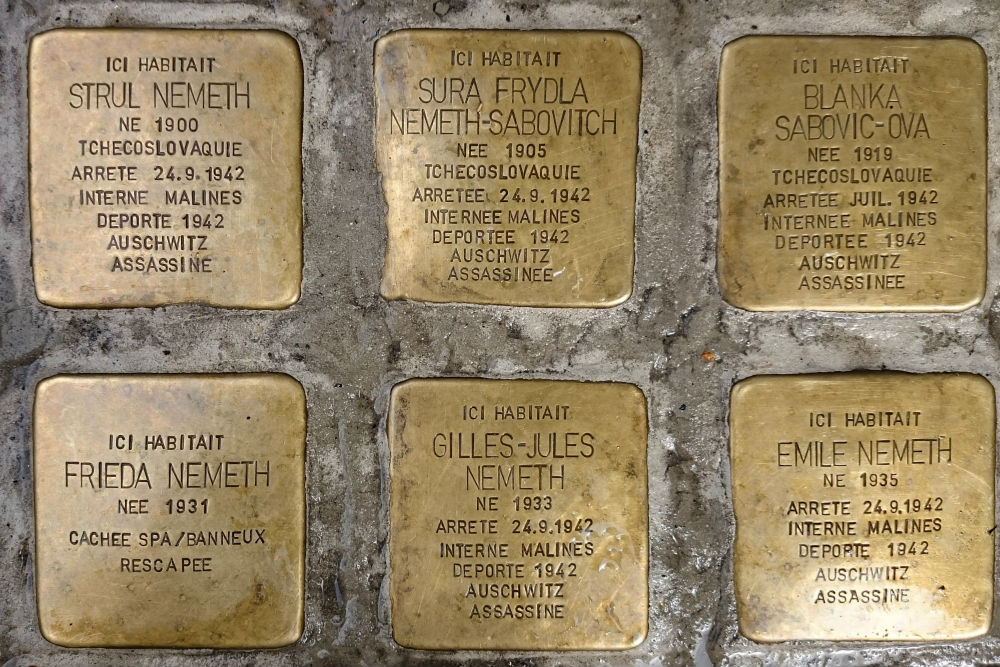 ICI HABITAIT
STRUL NEMETH
NE 1900
TCHECOSLOVAQUIE
ARRETE 24.9.1942
INTERNE MALINES
DEPORTE 1942
AUSCHWITZ
ASSASSINE
ICI HABITAIT
SURA FRYDLA
NEMETH-SABOVITCH
NEE 1905
TCHECOSLOVAQUIE
ARRETEE 24.9.1942
INTERNEE MALINES
DEPORTEE 1942
AUSCHWITZ
ASSASSINEE
ICI HABITAIT
BLANKA
SABOVIC-OVA
NEE 1919
TCHECOSLOVAQUIE
ARRETEE JUIL.1942
INTERNEE MALINES
DEPORTEE 1942
AUSCHWITZ
ASSASSINEE
ICI HABITAIT
FRIEDA NEMETH
NEE 1931
CACHEE SPA/BANNEUX
RESCAPEE
ICI HABITAIT
GILLES-JULES
NEMETH
NE 1933
ARRETE 24.9.1942
INTERNE MALINES
DEPORTE 1942
AUSCHWITZ
ASSASSINE
ICI HABITAIT
EMILE NEMETH
NE 1935
ARRETE 24.9.1942
INTERNE MALINES
DEPORTE 1942
AUSCHWITZ
ASSASSINE